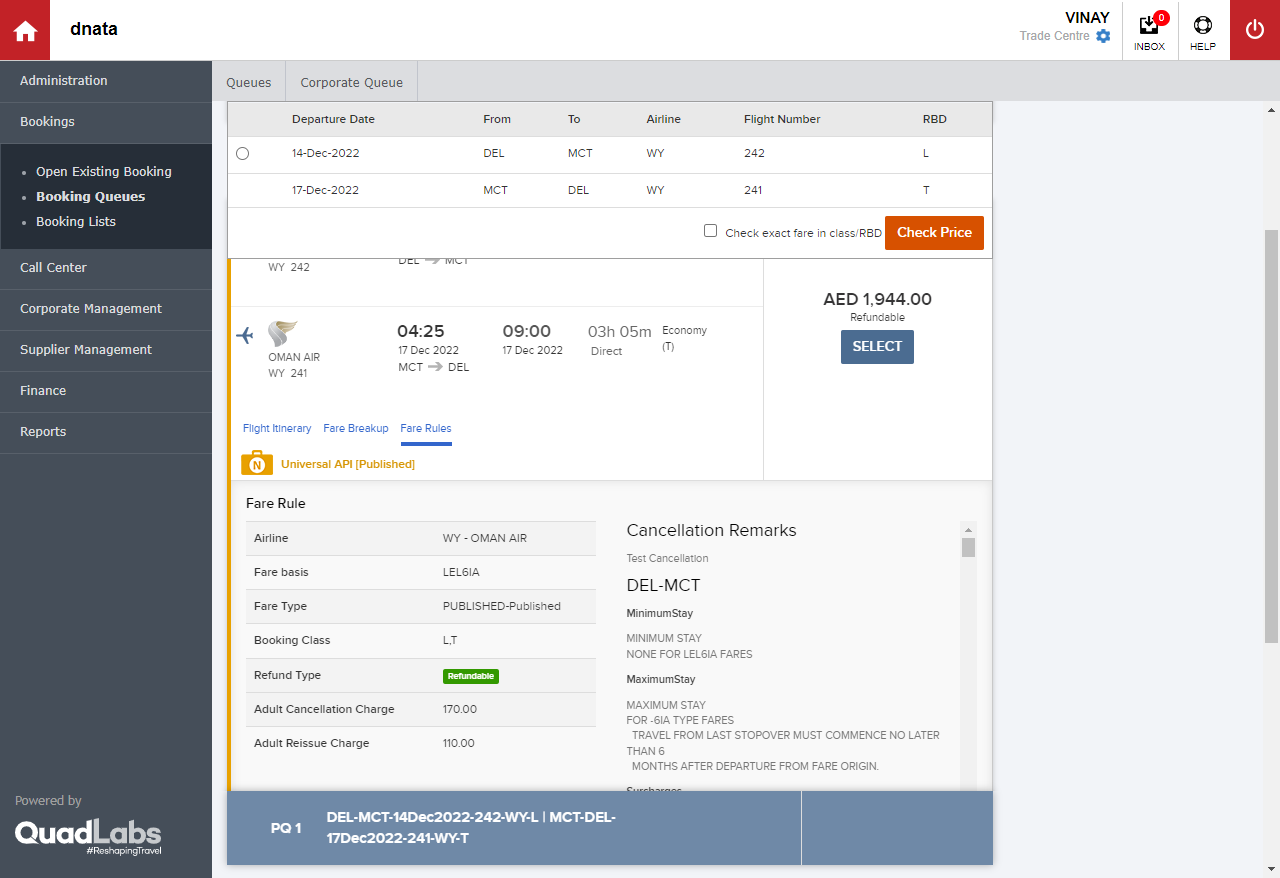 dnata
VINAY
Trade Centre
0
INBOX
HELP
Administration
Bookings
Open Existing Booking
Booking Queues
Booking Lists
Call Center
Corporate Management
Supplier Management
Finance
Reports
Powered by
QuadLabs
#ReshapingTravel
Queues
Corporate Queue
Departure Date From To Airline Flight Number RBD
14-Dec-2022 DEL MCT WY 242 L
17-Dec-2022 MCT DEL WY 241 T
Check exact fare in class/RBD Check Price
WY 242
DEL MCT
OMAN AIR
WY 241
04:25
17 Dec 2022
MCT DEL
09:00
17 Dec 2022
03h 05m
Direct
Economy
(T)
AED 1,944.00
Refundable
SELECT
Flight Itinerary Fare Breakup Fare Rules
N Universal API [Published]
Fare Rule
Airline WY - OMAN AIR
Fare basis LEL6IA
Fare Type PUBLISHED-Published
Booking Class L,T
Refund Type Refundable
Adult Cancellation Charge 170.00
Adult Reissue Charge 110.00
Cancellation Remarks
Test Cancellation
DEL-MCT
MinimumStay
MINIMUM STAY
NONE FOR LEL6IA FARES
MaximumStay
MAXIMUM STAY
FOR -6IA TYPE FARES
TRAVEL FROM LAST STOPOVER MUST COMMENCE NO LATER
THAN 6
MONTHS AFTER DEPARTURE FROM FARE ORIGIN.
Surcharges
PQ 1
DEL-MCT-14Dec2022-242-WY-L | MCT-DEL-
17Dec2022-241-WY-T